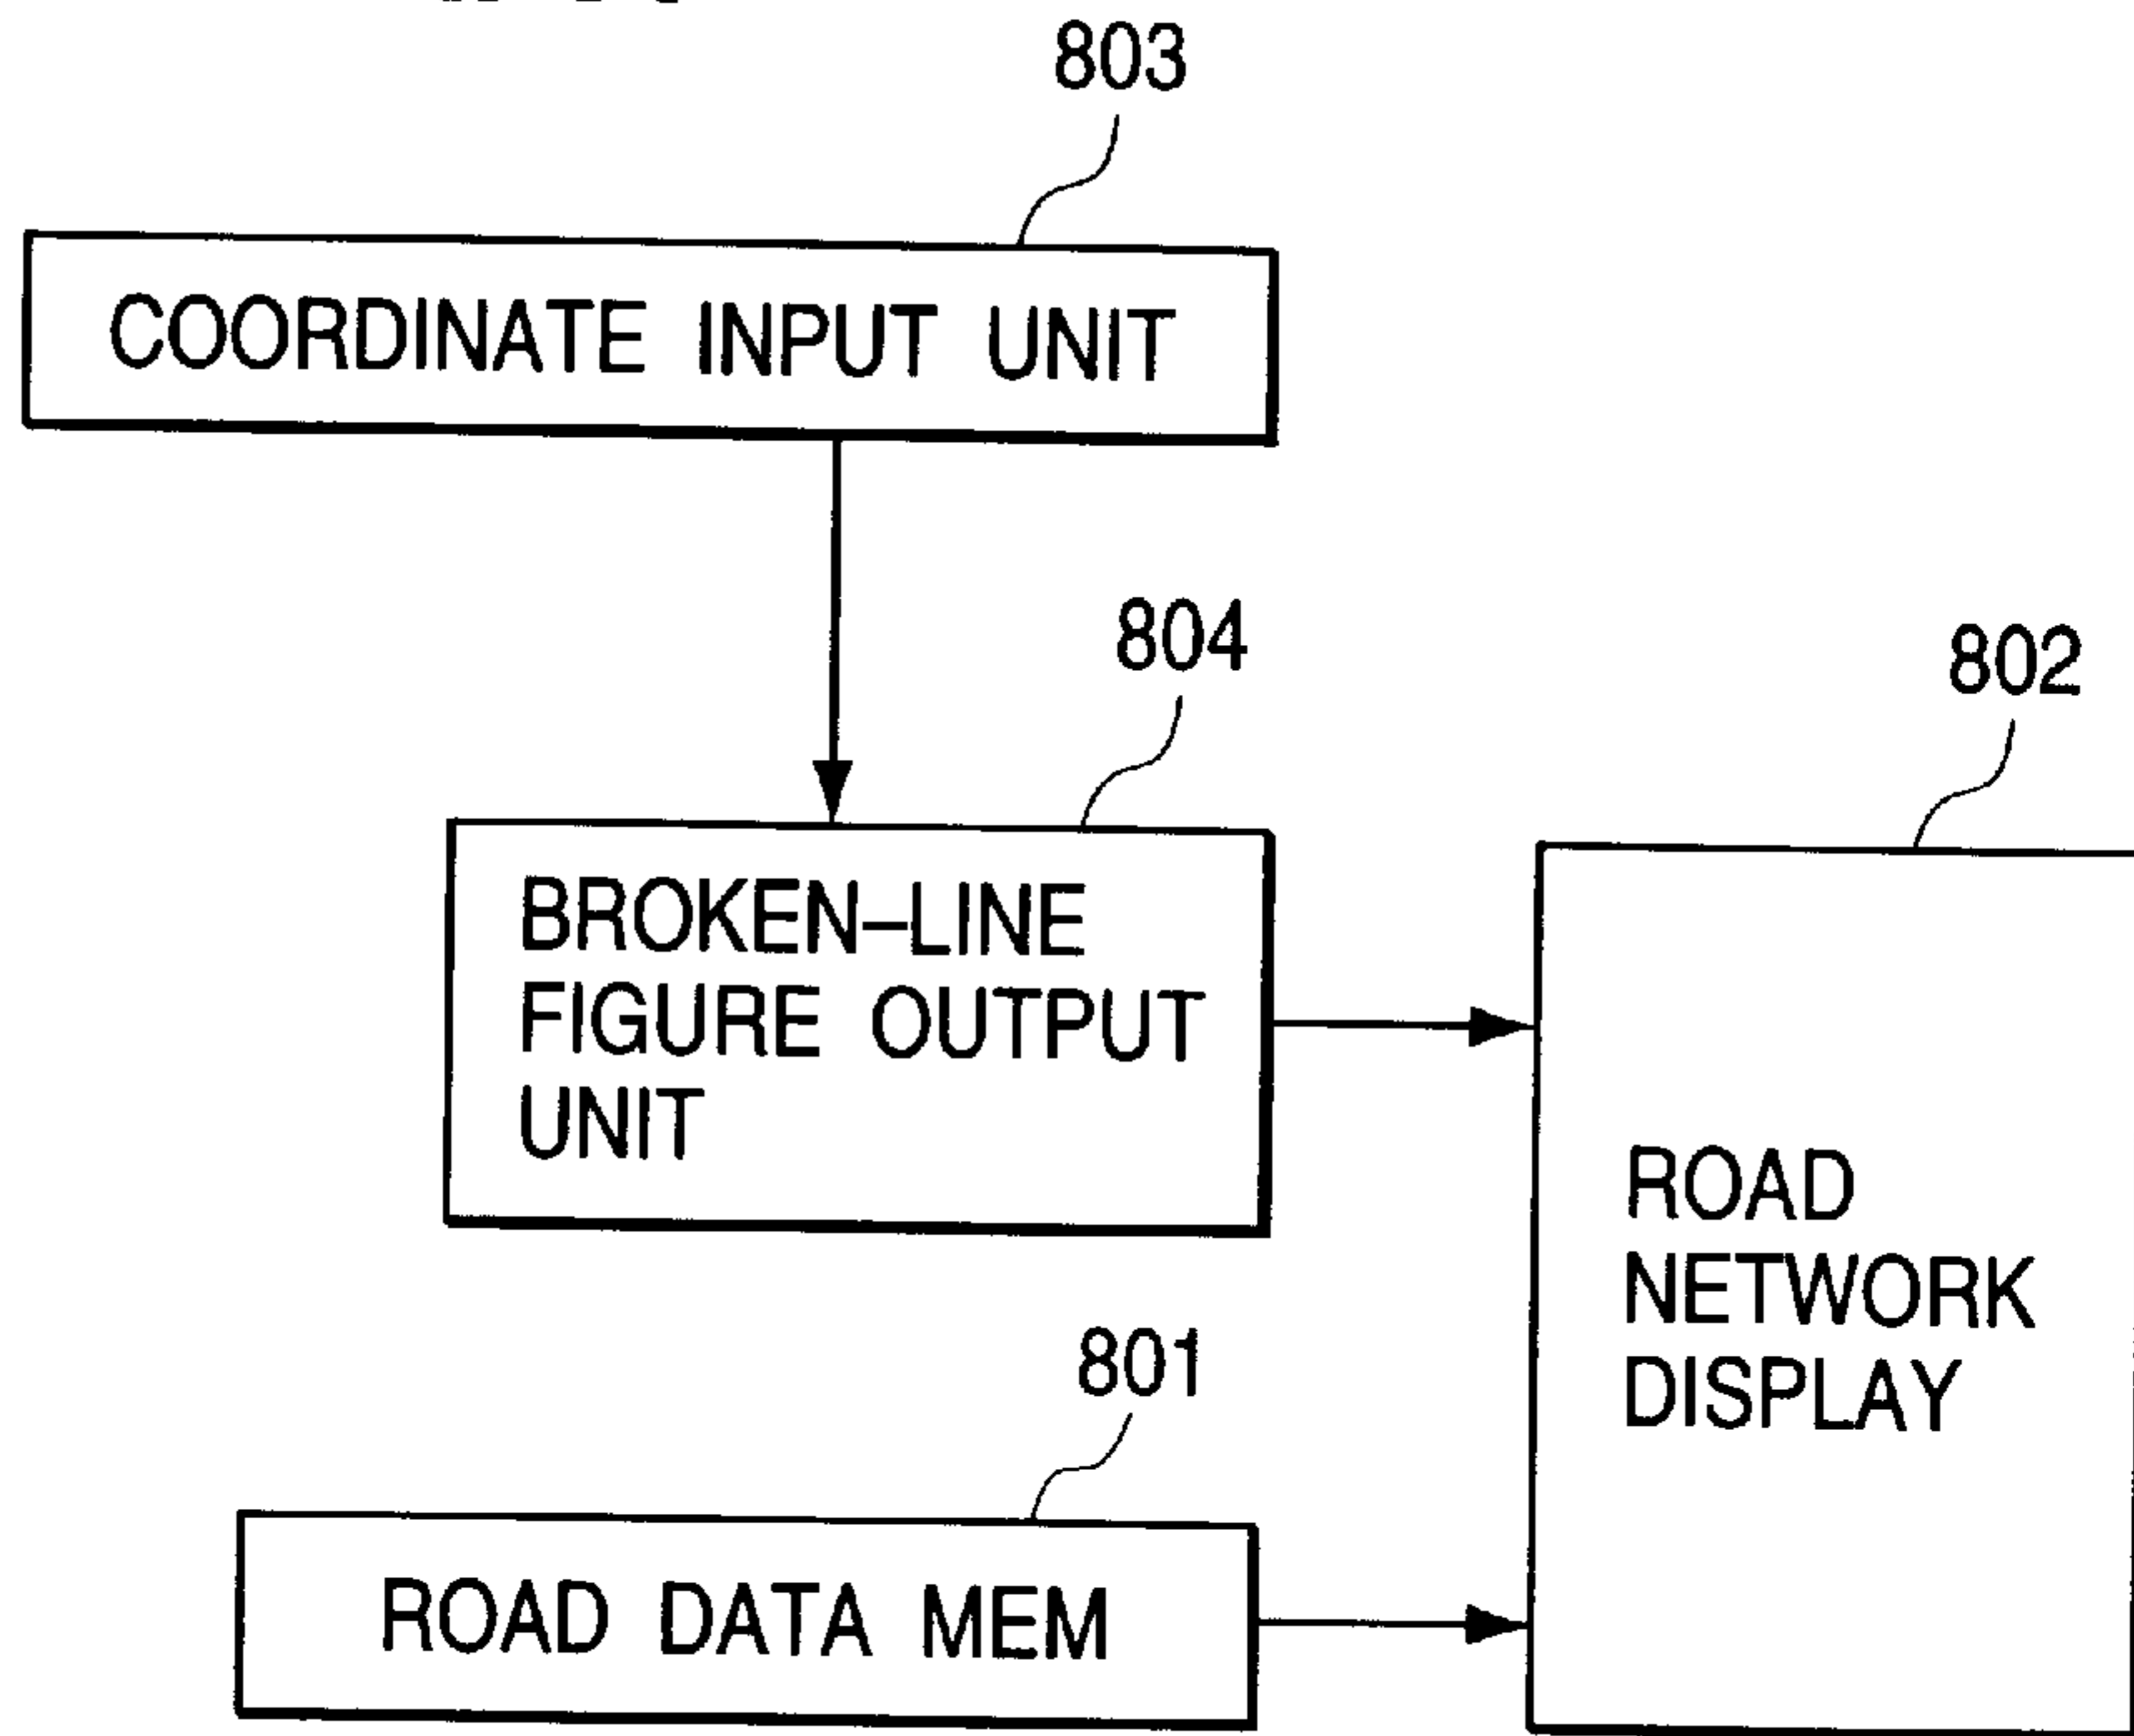 803
COORDINATE INPUT UNIT
804
802
BROKEN–LINE
FIGURE OUTPUT
UNIT
ROAD
NETWORK
DISPLAY
801
ROAD DATA MEM